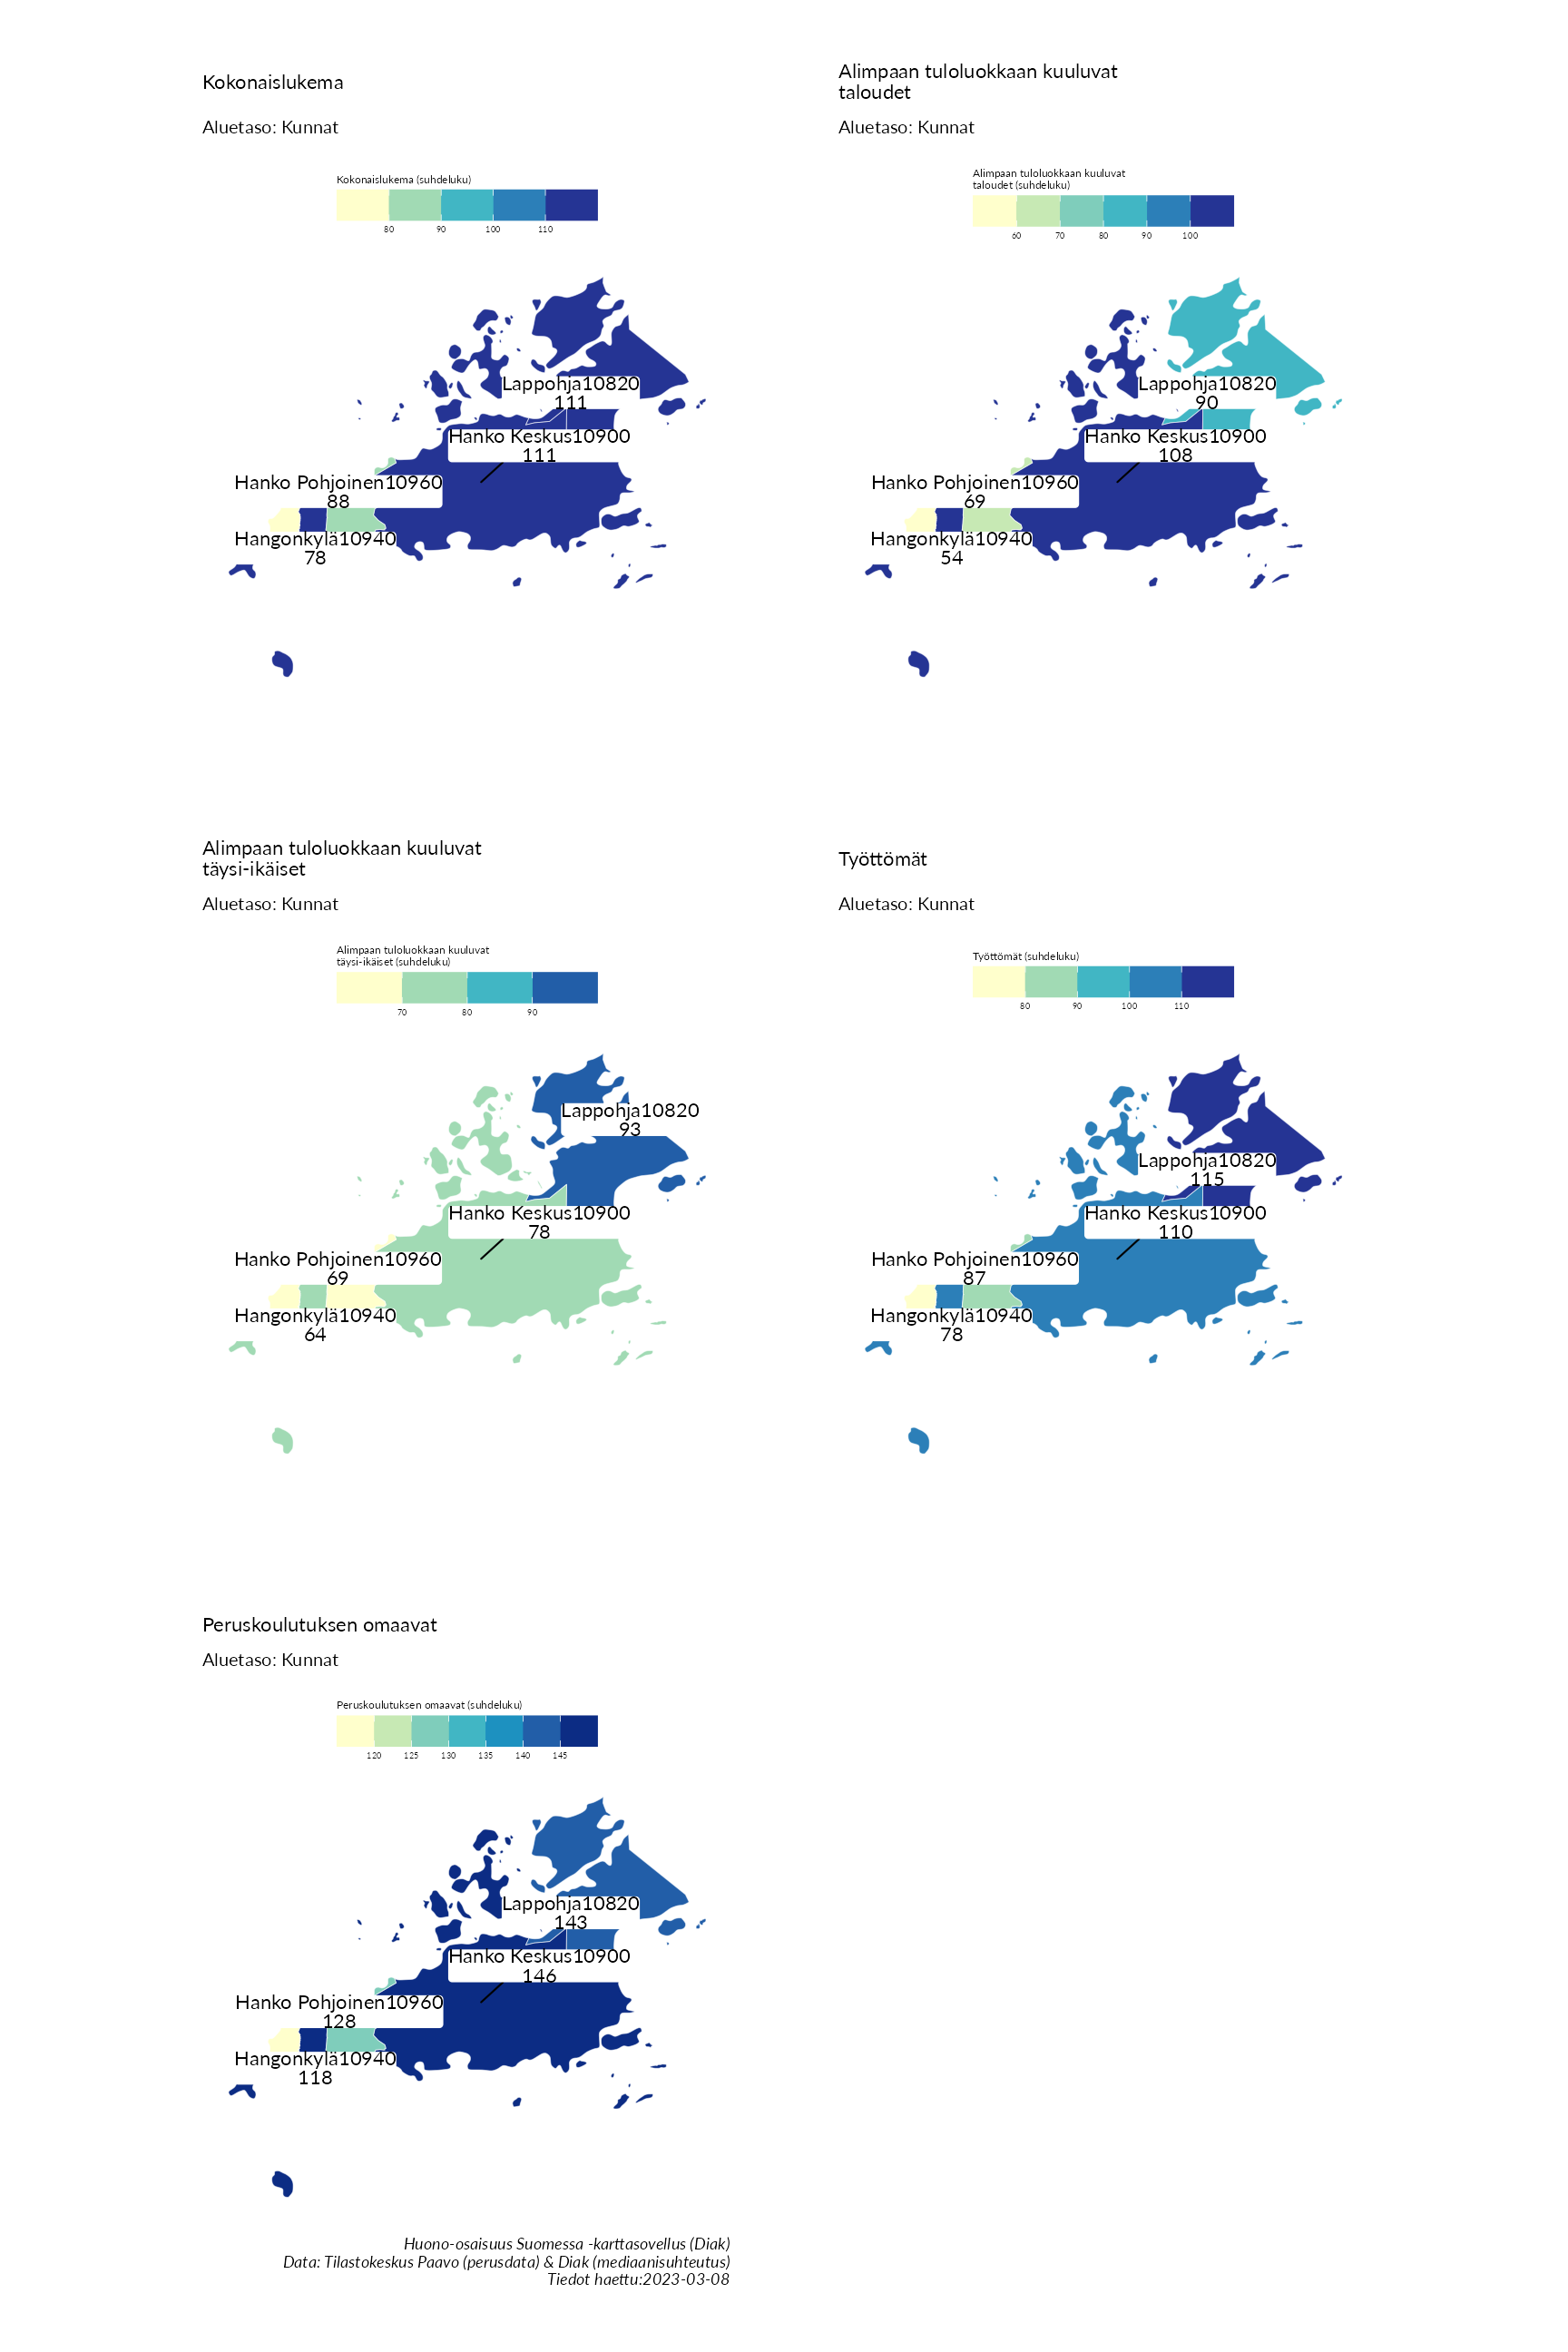 Kokonaislukema
Aluetaso: Kunnat
Kokonaislukema (suhdeluku)
80 90 100 110
Lappohja10820
111
Hanko Keskus10900
111
Hanko Pohjoinen10960
88
Hangonkylä10940
78
Alimpaan tuloluokkaan kuuluvat
taloudet
Aluetaso: Kunnat
Alimpaan tuloluokkaan kuuluvat
taloudet (suhdeluku)
60 70 80 90 100
Lappohja10820
90
Hanko Keskus10900
108
Hanko Pohjoinen10960
69
Hangonkylä10940
54
Alimpaan tuloluokkaan kuuluvat
täysi-ikäiset
Aluetaso: Kunnat
Alimpaan tuloluokkaan kuuluvat
täysi-ikäiset (suhdeluku)
70 80 90
Lappohja10820
93
Hanko Keskus10900
78
Hanko Pohjoinen10960
69
Hangonkylä10940
64
Työttömät
Aluetaso: Kunnat
Työttömät (suhdeluku)
80 90 100 110
Lappohja10820
115
Hanko Keskus10900
110
Hanko Pohjoinen10960
87
Hangonkylä10940
78
Peruskoulutuksen omaavat
Aluetaso: Kunnat
Peruskoulutuksen omaavat (suhdeluku)
120 125 130 135 140 145
Lappohja10820
143
Hanko Keskus10900
146
Hanko Pohjoinen10960
128
Hangonkylä10940
118
Huono-osaisuus Suomessa -karttasovellus (Diak)
Data: Tilastokeskus Paavo (perusdata) & Diak (mediaanisuhteutus)
Tiedot haettu:2023-03-08